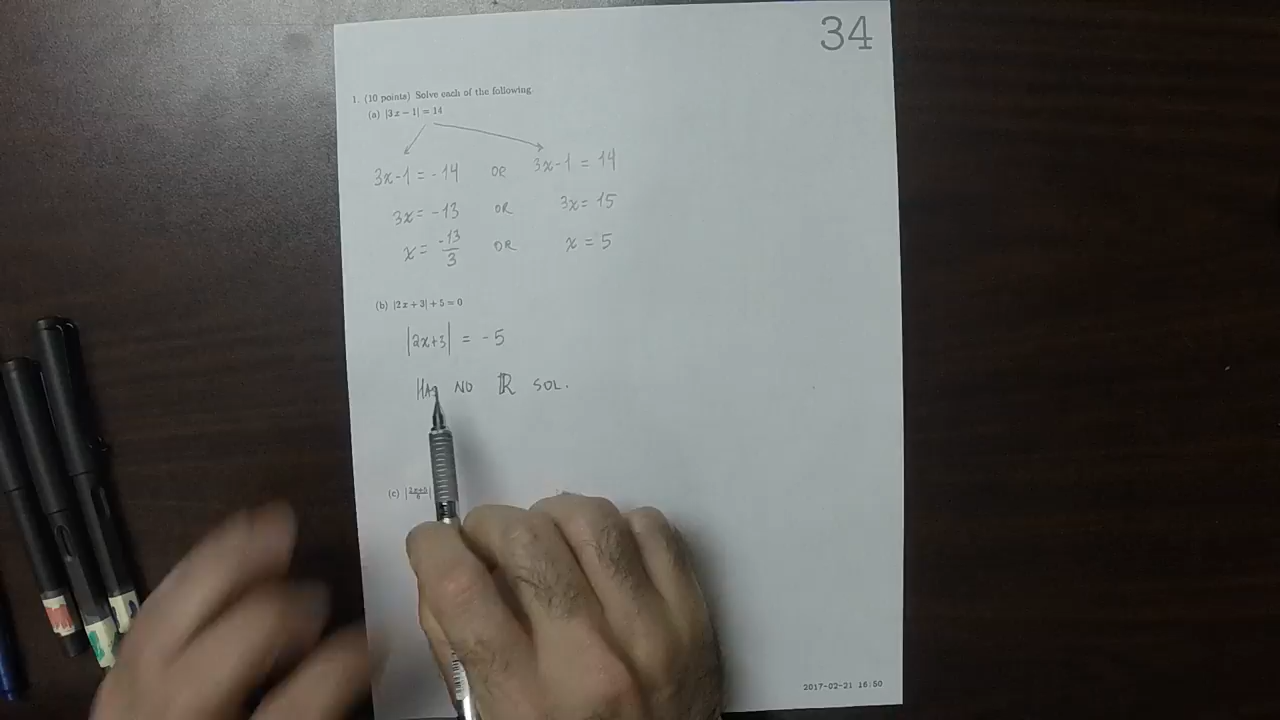 34
1. (10 points) Solve each of the following
(a) |3x − 1| = 14
3x-1 = -14 OR 3x-1 = 14
3x = -13 OR 3x = 15
x = -13/3 OR x = 5
(b) |2x + 3| + 5 = 0
|2x+3| = -5
HAS NO ℝ SOL.
(c)
2017-02-21 16:50